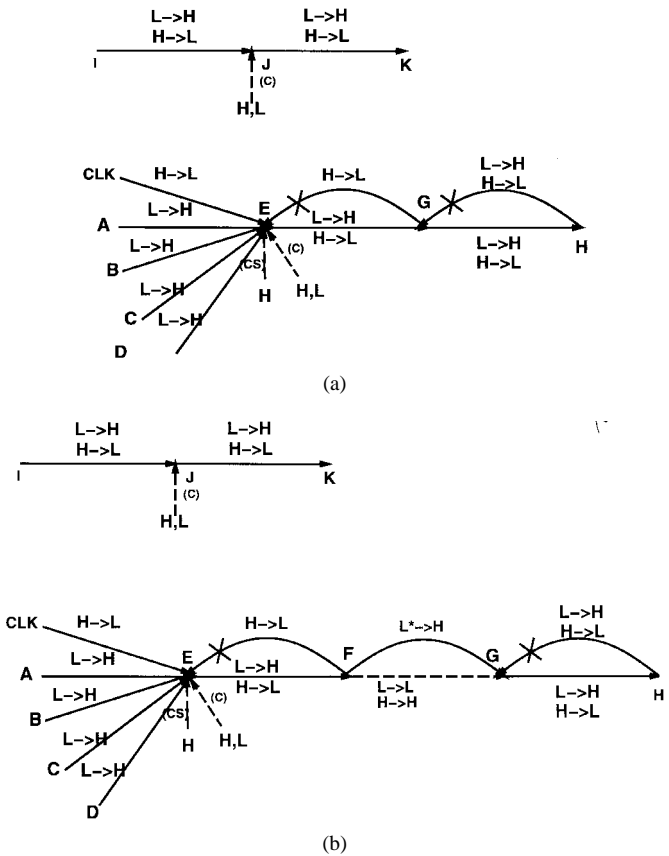 L->H L->H
H->L H->L
I J K
(C)
H,L
CLK H->L H->L L->H
H->L
L->H E G
A L->H
H->L L->H
H->L H
B L->H (CS) (C)
C L->H H H,L
D L->H
(a)
L->H L->H
H->L H->L
I J K
(C)
H,L
CLK H->L H->L L*->H L->H
H->L
E F G
A L->H L->H
H->L L->L
H->H L->H
H->L H
B L->H (CS) (C)
C L->H H H,L
D L->H
(b)